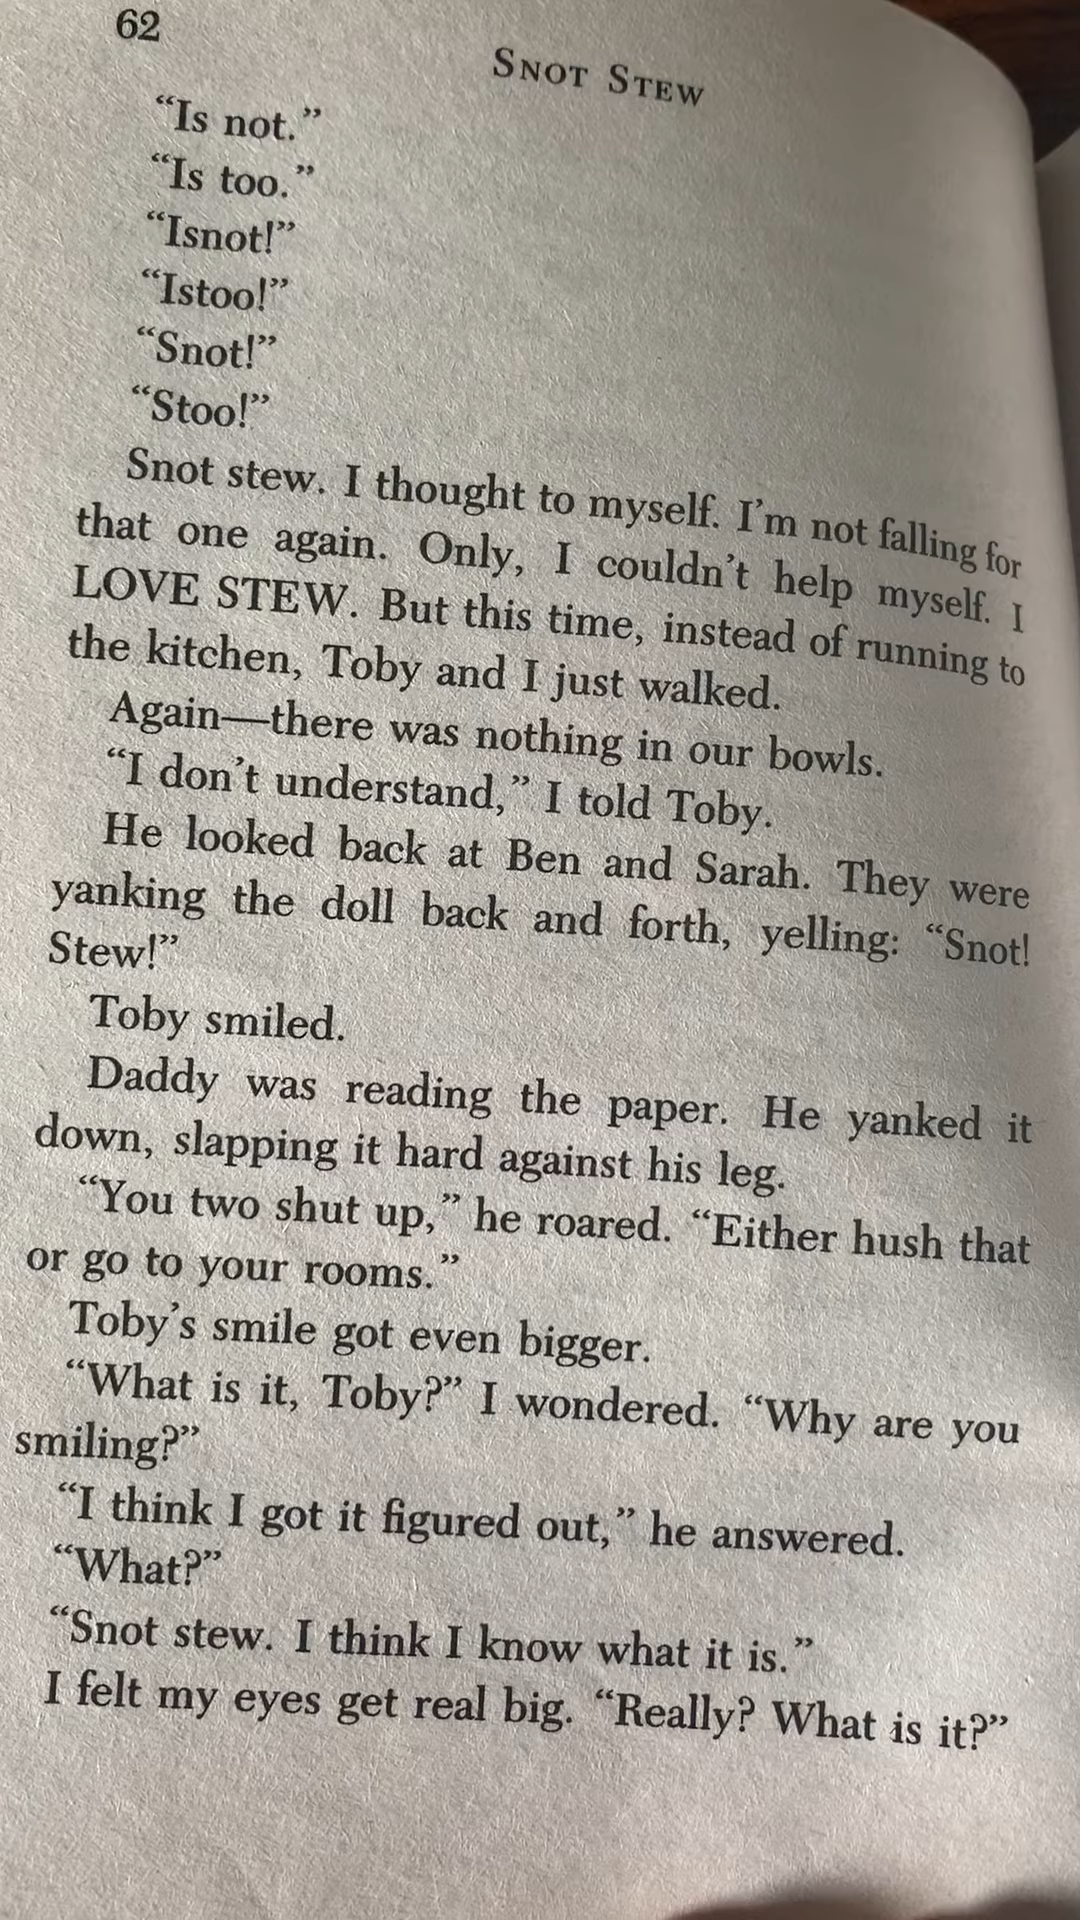 62
SNOT STEW
“Is not.”
“Is too.”
“Isnot!”
“Istoo!”
“Snot!”
“Stoo!”
Snot stew. I thought to myself. I’m not falling for
that one again. Only, I couldn’t help myself. I
LOVE STEW. But this time, instead of running to
the kitchen, Toby and I just walked.
Again—there was nothing in our bowls.
“I don’t understand,” I told Toby.
He looked back at Ben and Sarah. They were
yanking the doll back and forth, yelling: “Snot!
Stew!”
Toby smiled.
Daddy was reading the paper. He yanked it
down, slapping it hard against his leg.
“You two shut up,” he roared. “Either hush that
or go to your rooms.”
Toby’s smile got even bigger.
“What is it, Toby?” I wondered. “Why are you
smiling?”
“I think I got it figured out,” he answered.
“What?”
“Snot stew. I think I know what it is.”
I felt my eyes get real big. “Really? What is it?”